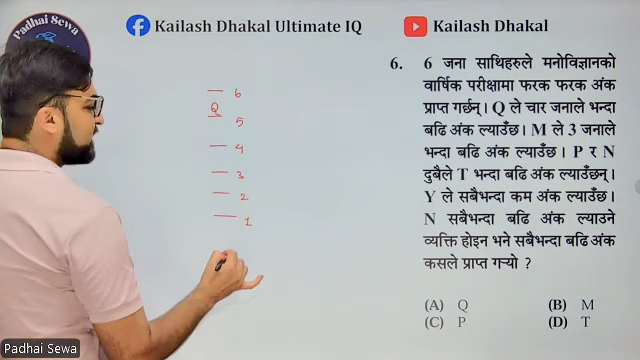 Padhai Sewa
Kailash Dhakal Ultimate IQ
Kailash Dhakal
6. 6 जना साथिहरुले मनोविज्ञानको
वार्षिक परीक्षामा फरक फरक अंक
प्राप्त गर्छन्। Q ले चार जनाले भन्दा
बढि अंक ल्याउँछ। M ले 3 जनाले
भन्दा बढि अंक ल्याउँछ। P र N
दुबैले T भन्दा बढि अंक ल्याउँछन्।
Y ले सबैभन्दा कम अंक ल्याउँछ।
N सबैभन्दा बढि अंक ल्याउने
व्यक्ति होइन भने सबैभन्दा बढि अंक
कसले प्राप्त गऱ्यो ?
(A) Q (B) M
(C) P (D) T
6
Q
5
4
3
2
1
Padhai Sewa